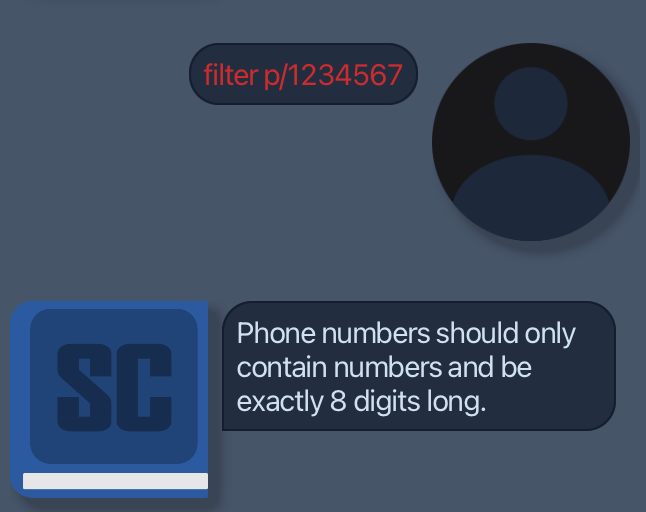 filter p/1234567
SC
Phone numbers should only
contain numbers and be
exactly 8 digits long.